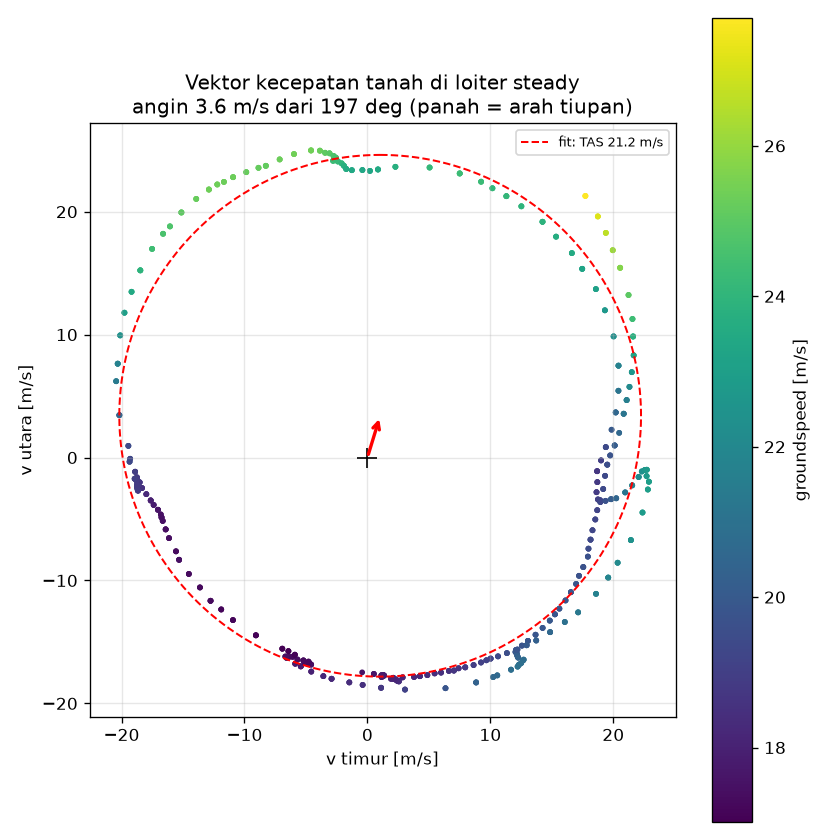 Vektor kecepatan tanah di loiter steady
angin 3.6 m/s dari 197 deg (panah = arah tiupan)
fit: TAS 21.2 m/s
v utara [m/s]
20
10
0
−10
−20
−20
−10
0
10
20
v timur [m/s]
26
24
22
20
18
groundspeed [m/s]